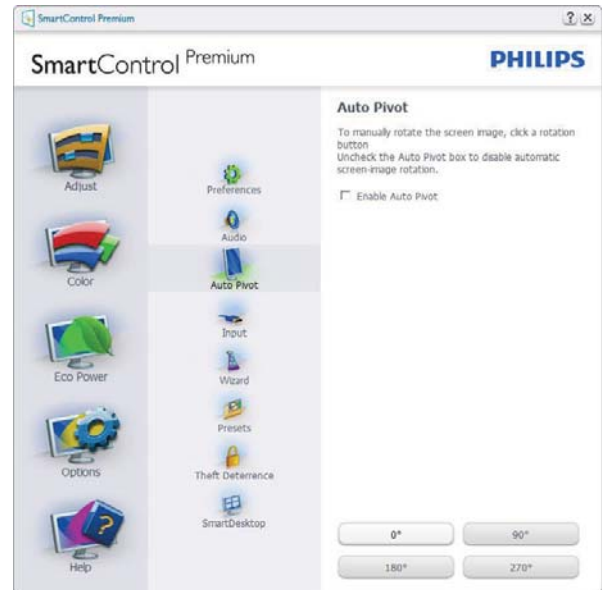 SmartControl Premium
SmartControl Premium
PHILIPS
Adjust
Color
Eco Power
Options
Help
Preferences
Audio
Auto Pivot
Input
Wizard
Presets
Theft Deterrence
SmartDesktop
Auto Pivot
To manually rotate the screen image, click a rotation
button
Uncheck the Auto Pivot box to disable automatic
screen-image rotation.
Enable Auto Pivot
0°
90°
180°
270°